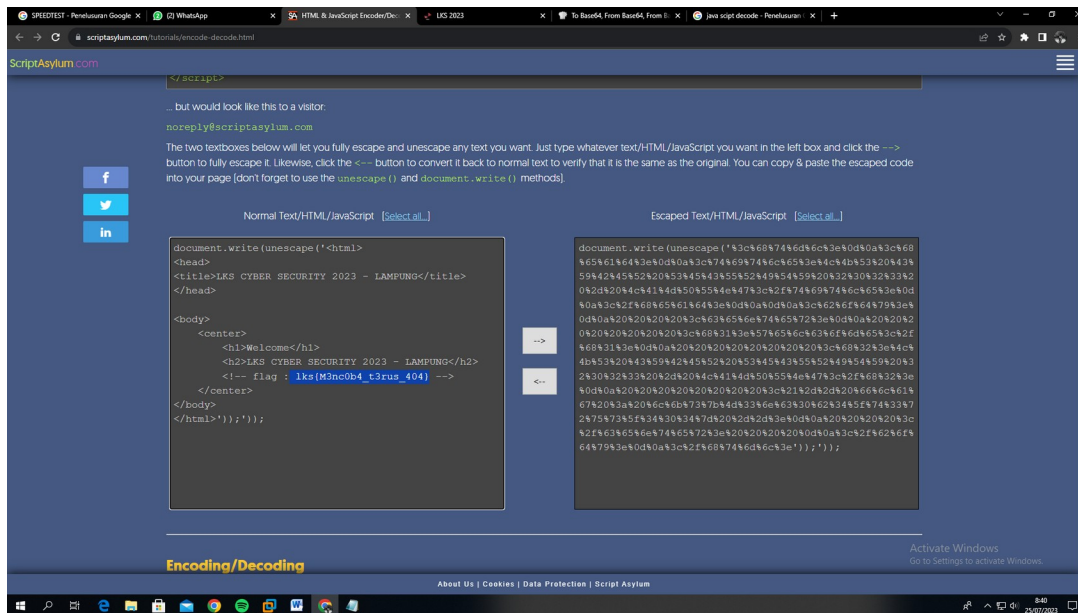 SPEEDTEST - Penelusuran Google
(2) WhatsApp
HTML & JavaScript Encoder/Dec
LKS 2023
To Base64, From Base64, From B
java scipt decode - Penelusuran
scriptasylum.com/tutorials/encode-decode.html
ScriptAsylum.com
</script>
... but would look like this to a visitor:
noreply@scriptasylum.com
The two textboxes below will let you fully escape and unescape any text you want. Just type whatever text/HTML/JavaScript you want in the left box and click the -->
button to fully escape it. Likewise, click the <-- button to convert it back to normal text to verify that it is the same as the original. You can copy & paste the escaped code
into your page [don't forget to use the unescape() and document.write() methods].
Normal Text/HTML/JavaScript [Select all...]
document.write(unescape('<html>
<head>
<title>LKS CYBER SECURITY 2023 - LAMPUNG</title>
</head>
<body>
<center>
<h1>Welcome</h1>
<h2>LKS CYBER SECURITY 2023 - LAMPUNG</h2>
<!-- flag : lks{M3nc0b4_t3rus_404} -->
</center>
</body>
</html>'));'));
-->
<--
Escaped Text/HTML/JavaScript [Select all...]
document.write(unescape('%3c%68%74%6d%6c%3e%0d%0a%3c%68
%65%61%64%3e%0d%0a%3c%74%69%74%6c%65%3e%4c%4b%53%20%43%
59%42%45%52%20%53%45%43%55%52%49%54%59%20%32%30%32%33%2
0%2d%20%4c%41%4d%50%55%4e%47%3c%2f%74%69%74%6c%65%3e%0d
%0a%3c%2f%68%65%61%64%3e%0d%0a%0d%0a%3c%62%6f%64%79%3e%
0d%0a%20%20%20%20%3c%63%65%6e%74%65%72%3e%0d%0a%20%20%2
0%20%20%20%20%20%3c%68%31%3e%57%65%6c%63%6f%6d%65%3c%2f
%68%31%3e%0d%0a%20%20%20%20%20%20%20%20%3c%68%32%3e%4c%
4b%53%20%43%59%42%45%52%20%53%45%43%55%52%49%54%59%20%3
2%30%32%33%20%2d%20%4c%41%4d%50%55%4e%47%3c%2f%68%32%3e
%0d%0a%20%20%20%20%20%20%20%20%3c%21%2d%2d%20%66%6c%61%
67%20%3a%20%6c%6b%73%7b%4d%33%6e%63%30%62%34%5f%74%33%7
2%75%73%5f%34%30%34%7d%20%2d%2d%3e%0d%0a%20%20%20%20%3c
%2f%63%65%6e%74%65%72%3e%20%20%20%20%0d%0a%3c%2f%62%6f%
64%79%3e%0d%0a%3c%2f%68%74%6d%6c%3e'));'));
Encoding/Decoding
Activate Windows
Go to Settings to activate Windows.
About Us | Cookies | Data Protection | Script Asylum
8:40
25/07/2023